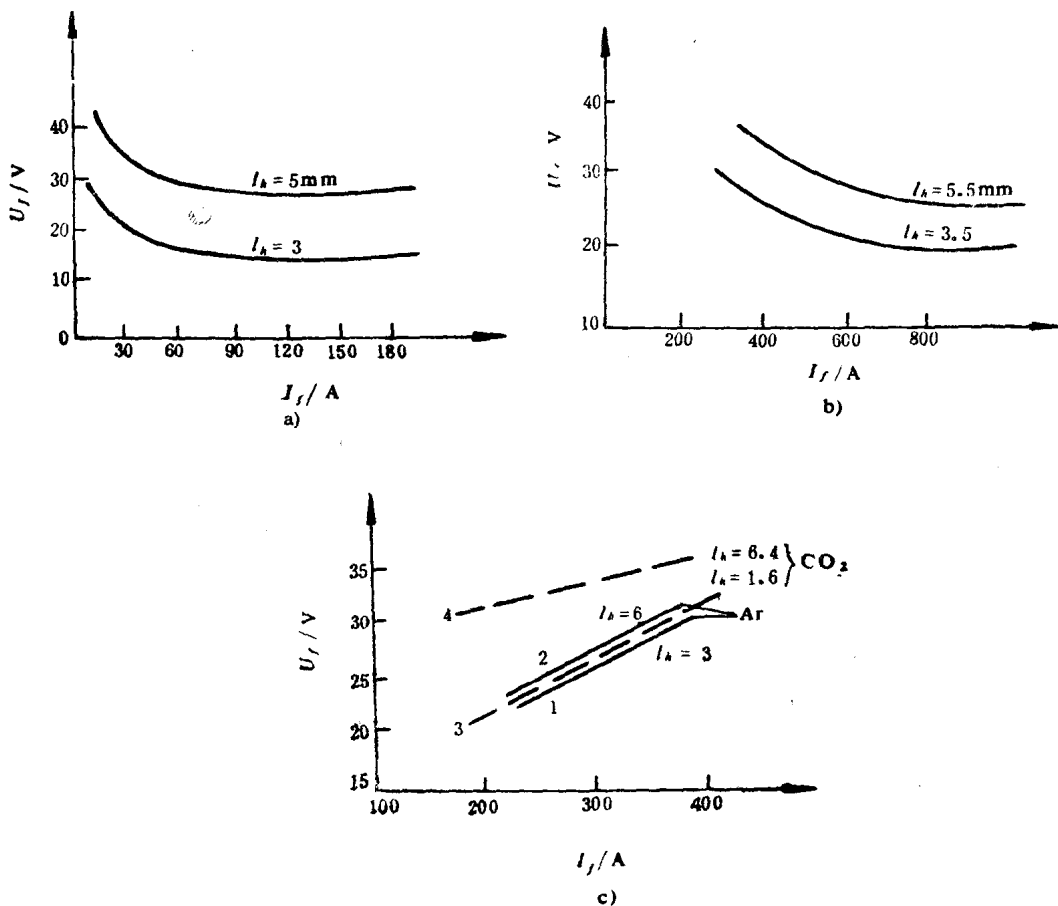 U_f / V
40
30
20
10
0
l_h = 5mm
l_h = 3
30 60 90 120 150 180
I_f / A
a)
V
40
30
20
10
l_h = 5.5mm
l_h = 3.5
200 400 600 800
I_f / A
b)
U_f / V
35
30
25
20
15
l_h = 6.4
l_h = 1.6
CO2
l_h = 6
Ar
l_h = 3
4
2
1
3
100 200 300 400
I_f / A
c)